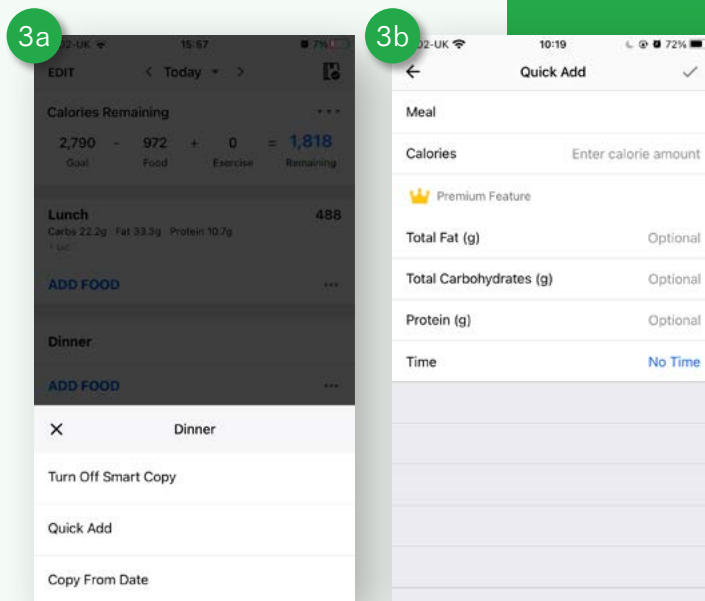 3a
02-UK 15:57 7%
EDIT < Today >
Calories Remaining ...
2,790 - 972 + 0 = 1,818
Goal Food Exercise Remaining
Lunch 488
Carbs 22.2g Fat 33.3g Protein 10.7g
ADD FOOD ...
Dinner
ADD FOOD ...
X Dinner
Turn Off Smart Copy
Quick Add
Copy From Date
3b
02-UK 10:19 72%
← Quick Add ✓
Meal
Calories Enter calorie amount
Premium Feature
Total Fat (g) Optional
Total Carbohydrates (g) Optional
Protein (g) Optional
Time No Time